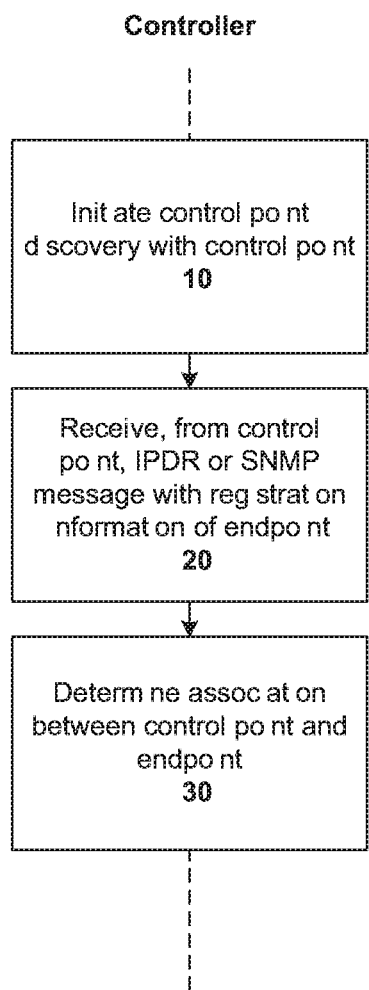 Controller
Init ate control po nt
d scovery with control po nt
10
Receive, from control
po nt, IPDR or SNMP
message with reg strat on
nformat on of endpo nt
20
Determ ne assoc at on
between control po nt and
endpo nt
30